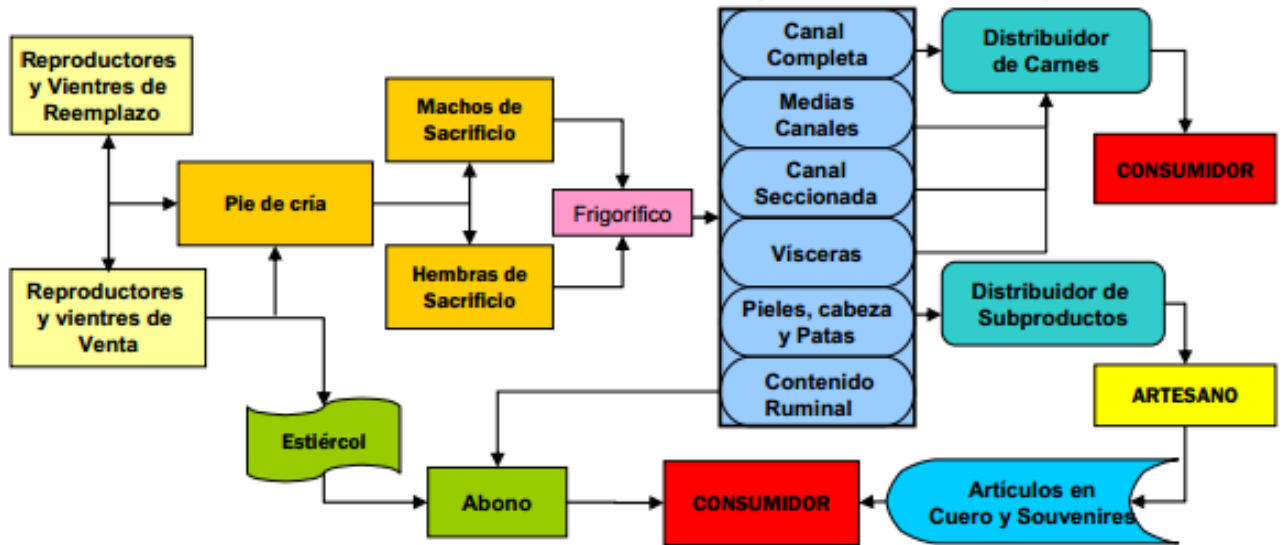 Reproductores
y Vientres de
Reemplazo
Pie de cría
Reproductores
y vientres de
Venta
Machos de
Sacrificio
Hembras de
Sacrificio
Frigorifico
Canal
Completa
Medias
Canales
Canal
Seccionada
Vísceras
Pieles, cabeza
y Patas
Contenido
Ruminal
Distribuidor
de Carnes
CONSUMIDOR
Distribuidor de
Subproductos
ARTESANO
Estiércol
Abono
CONSUMIDOR
Artículos en
Cuero y Souvenires